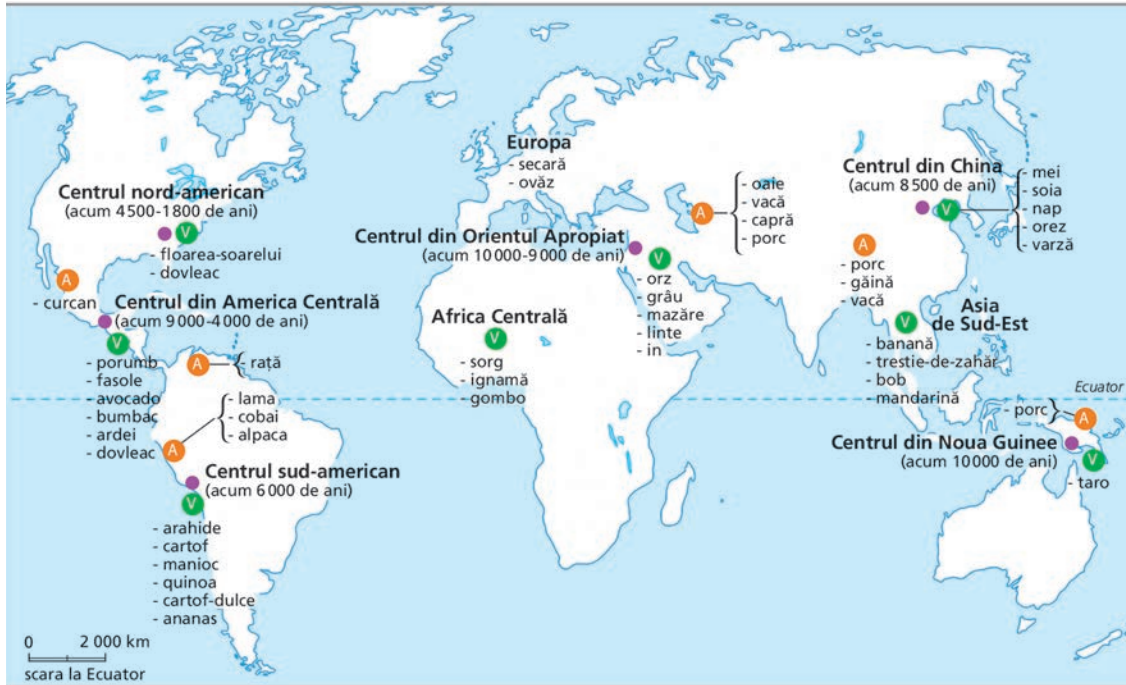 Centrul nord-american
(acum 4 500-1800 de ani)
V
- floarea-soarelui
- dovleac
A
- curcan
Centrul din America Centrală
(acum 9 000-4 000 de ani)
V
- porumb
- fasole
- avocado
- bumbac
- ardei
- dovleac
A
- rață
- lama
- cobai
- alpaca
A
Centrul sud-american
(acum 6 000 de ani)
V
- arahide
- cartof
- manioc
- quinoa
- cartof-dulce
- ananas
0 2 000 km
scara la Ecuator
Europa
- secară
- ovăz
A
- oaie
- vacă
- capră
- porc
Centrul din Orientul Apropiat
(acum 10 000-9 000 de ani)
V
- orz
- grâu
- mazăre
- linte
- in
Africa Centrală
V
- sorg
- ignamă
- gombo
Centrul din China
(acum 8 500 de ani)
V
- mei
- soia
- nap
- orez
- varză
A
- porc
- găină
- vacă
Asia
de Sud-Est
V
- banană
- trestie-de-zahăr
- bob
- mandarină
Ecuator
- porc
A
Centrul din Noua Guinee
(acum 10 000 de ani)
V
- taro